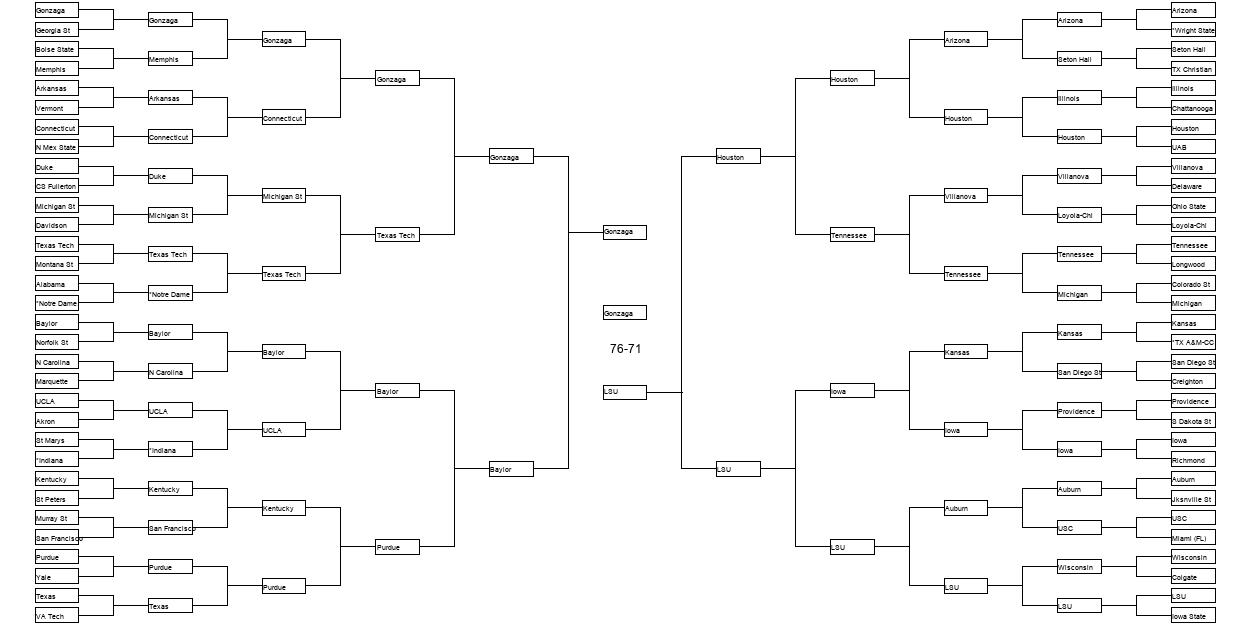 Gonzaga
Georgia St
Boise State
Memphis
Arkansas
Vermont
Connecticut
N Mex State
Duke
CS Fullerton
Michigan St
Davidson
Texas Tech
Montana St
Alabama
*Notre Dame
Baylor
Norfolk St
N Carolina
Marquette
UCLA
Akron
St Marys
*Indiana
Kentucky
St Peters
Murray St
San Francisco
Purdue
Yale
Texas
VA Tech
Gonzaga
Memphis
Arkansas
Connecticut
Duke
Michigan St
Texas Tech
*Notre Dame
Baylor
N Carolina
UCLA
*Indiana
Kentucky
San Francisco
Purdue
Texas
Gonzaga
Connecticut
Michigan St
Texas Tech
Baylor
UCLA
Kentucky
Purdue
Gonzaga
Texas Tech
Baylor
Purdue
Gonzaga
Baylor
Gonzaga
Gonzaga
76-71
LSU
Houston
LSU
Houston
Tennessee
Iowa
LSU
Arizona
Houston
Villanova
Tennessee
Kansas
Iowa
Auburn
LSU
Arizona
Seton Hall
Illinois
Houston
Villanova
Loyola-Chi
Tennessee
Michigan
Kansas
San Diego St
Providence
Iowa
Auburn
USC
Wisconsin
LSU
Arizona
*Wright State
Seton Hall
TX Christian
Illinois
Chattanooga
Houston
UAB
Villanova
Delaware
Ohio State
Loyola-Chi
Tennessee
Longwood
Colorado St
Michigan
Kansas
*TX A&M-CC
San Diego St
Creighton
Providence
S Dakota St
Iowa
Richmond
Auburn
Jksnville St
USC
Miami (FL)
Wisconsin
Colgate
LSU
Iowa State